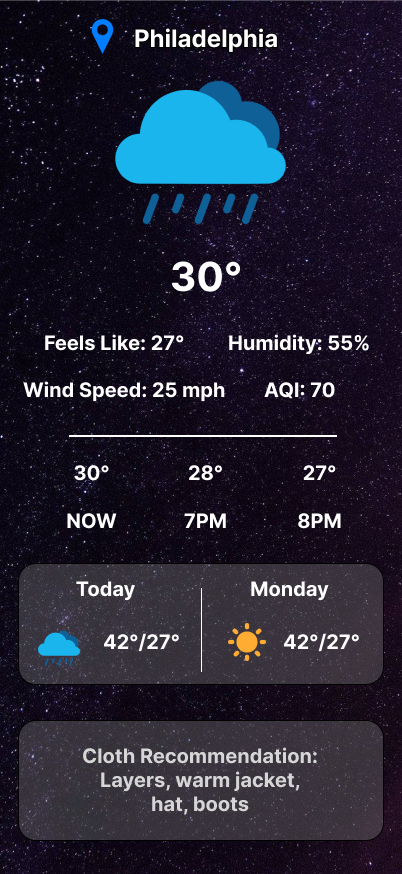 Philadelphia
30°
Feels Like: 27° Humidity: 55%
Wind Speed: 25 mph AQI: 70
30° 28° 27°
NOW 7PM 8PM
Today Monday
42°/27° 42°/27°
Cloth Recommendation:
Layers, warm jacket,
hat, boots